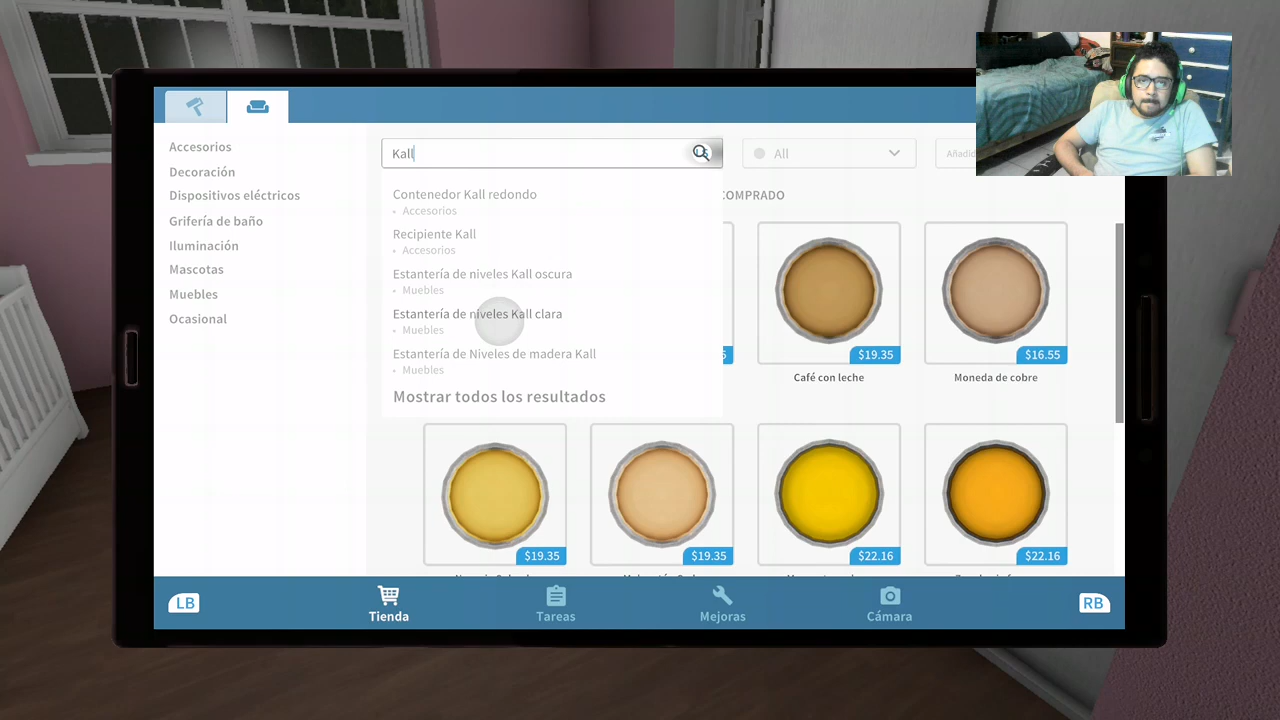 Accesorios
Decoración
Dispositivos eléctricos
Grifería de baño
Iluminación
Mascotas
Muebles
Ocasional
Kall
All
Añadid
Contenedor Kall redondo
• Accesorios
Recipiente Kall
• Accesorios
Estantería de niveles Kall oscura
• Muebles
Estantería de niveles Kall clara
• Muebles
Estantería de Niveles de madera Kall
• Muebles
Mostrar todos los resultados
COMPRADO
$19.35
$16.55
Café con leche
Moneda de cobre
$19.35
$19.35
$22.16
$22.16
LB
Tienda
Tareas
Mejoras
Cámara
RB